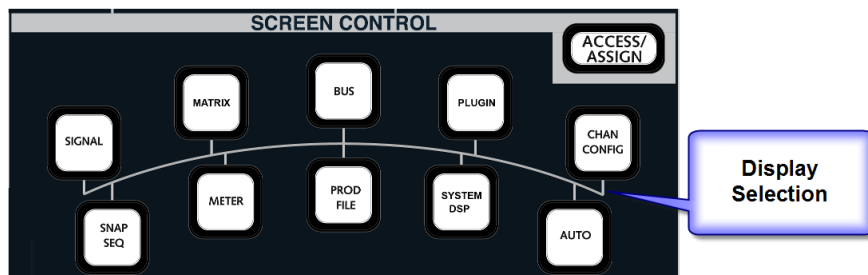 SCREEN CONTROL
ACCESS/
ASSIGN
SIGNAL
MATRIX
BUS
PLUGIN
CHAN
CONFIG
SNAP
SEQ
METER
PROD
FILE
SYSTEM
DSP
AUTO
Display
Selection